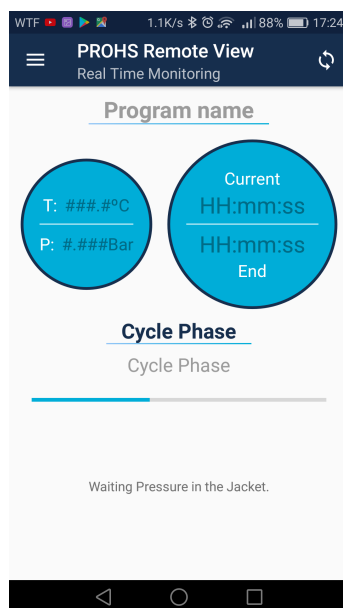 WTF 1.1K/s 88% 17:24
PROHS Remote View
Real Time Monitoring
Program name
T: ###.#ºC
P: #.###Bar
Current
HH:mm:ss
HH:mm:ss
End
Cycle Phase
Cycle Phase
Waiting Pressure in the Jacket.